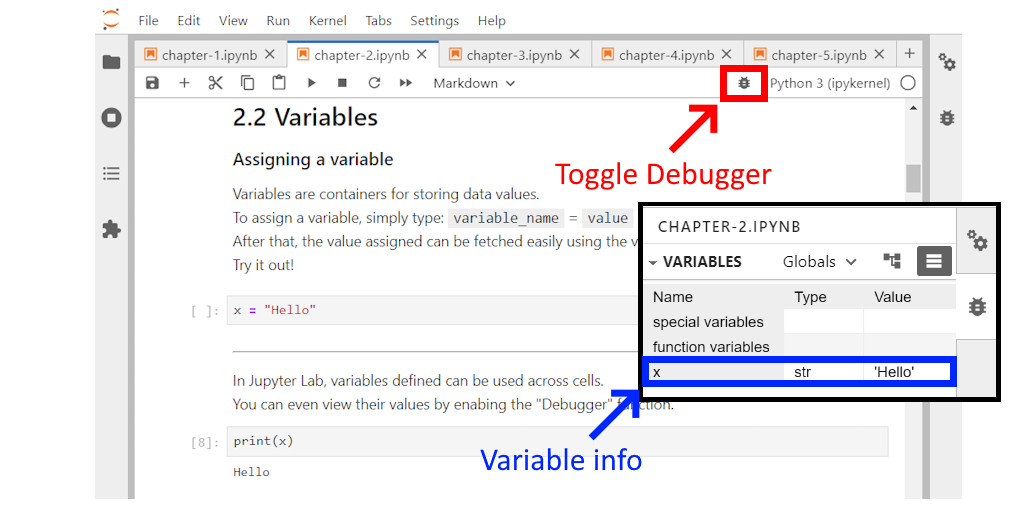 File Edit View Run Kernel Tabs Settings Help
chapter-1.ipynb chapter-2.ipynb chapter-3.ipynb chapter-4.ipynb chapter-5.ipynb
Markdown Python 3 (ipykernel)
2.2 Variables
Assigning a variable
Toggle Debugger
Variables are containers for storing data values.
To assign a variable, simply type: variable_name = value
After that, the value assigned can be fetched easily using the v
Try it out!
[ ]: x = "Hello"
CHAPTER-2.IPYNB
VARIABLES Globals
Name Type Value
special variables
function variables
x str 'Hello'
In Jupyter Lab, variables defined can be used across cells.
You can even view their values by enabing the "Debugger" function.
[8]: print(x)
Hello
Variable info